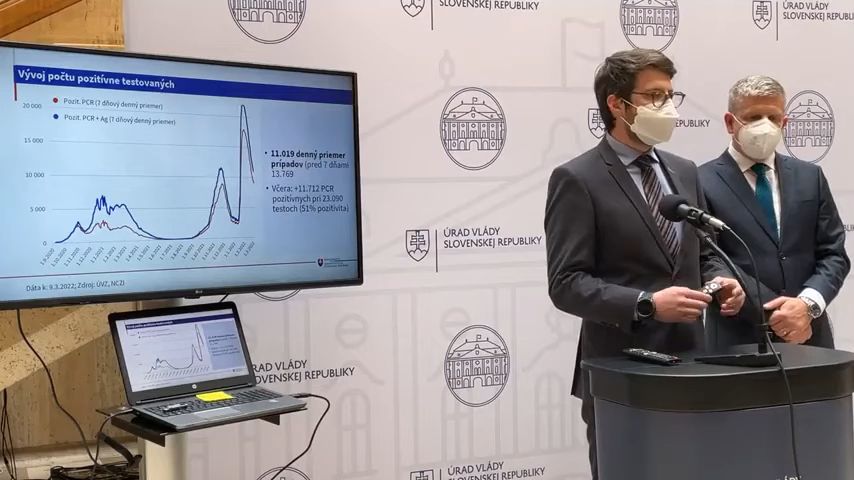 SLOVENSKEJ REPUBLIKY
ÚRAD VLÁDY
SLOVENSKEJ REPUBLIKY
Vývoj počtu pozitívne testovaných
20 000
Pozit. PCR (7 dňový denný priemer)
Pozit. PCR + Ag (7 dňový denný priemer)
15 000
10 000
5 000
0
• 11.019 denný priemer
prípadov (pred 7 dňami
13.769
• Včera: +11.712 PCR
pozitívnych pri 23.090
testoch (51% pozitivita)
Dáta k: 9.3.2022; Zdroj: ÚVZ, NCZI
LG
REPUBLIKY
ÚRAD VLÁDY
SLOVENSKEJ REPUBLIKY
ÚRAD VLÁDY
SLOVENSKEJ REPUBLIKY
ÚRAD VLÁDY
SLOVENSKEJ REPUBLIKY